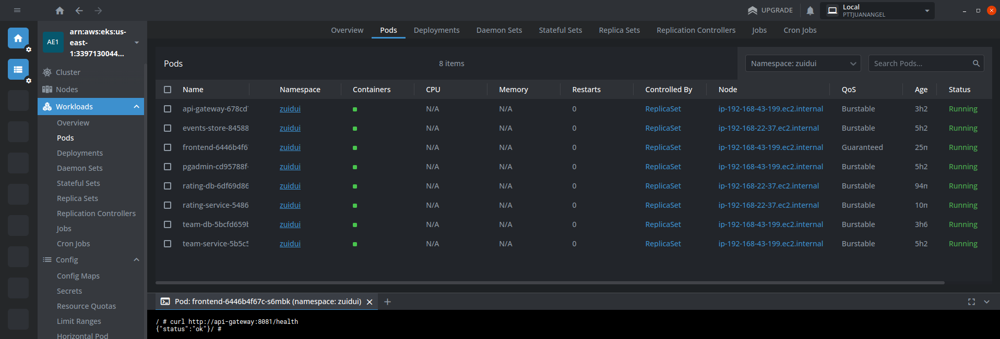 UPGRADE
Local
PTTJUANANGEL
AE1
arn:aws:eks:us-
east-
1:3397130044...
Cluster
Nodes
Workloads
Overview
Pods
Deployments
Daemon Sets
Stateful Sets
Replica Sets
Replication Controllers
Jobs
Cron Jobs
Config
Config Maps
Secrets
Resource Quotas
Limit Ranges
Horizontal Pod
Overview Pods Deployments Daemon Sets Stateful Sets Replica Sets Replication Controllers Jobs Cron Jobs
Pods 8 items Namespace: zuidui Search Pods...
Name Namespace Containers CPU Memory Restarts Controlled By Node QoS Age Status
api-gateway-678cd zuidui N/A N/A 0 ReplicaSet ip-192-168-43-199.ec2.internal Burstable 3h2 Running
events-store-84588 zuidui N/A N/A 0 ReplicaSet ip-192-168-22-37.ec2.internal Burstable 5h2 Running
frontend-6446b4f6 zuidui N/A N/A 0 ReplicaSet ip-192-168-43-199.ec2.internal Guaranteed 25m Running
pgadmin-cd95788f- zuidui N/A N/A 0 ReplicaSet ip-192-168-43-199.ec2.internal Burstable 5h2 Running
rating-db-6df69d86 zuidui N/A N/A 0 ReplicaSet ip-192-168-22-37.ec2.internal Burstable 94m Running
rating-service-5486 zuidui N/A N/A 0 ReplicaSet ip-192-168-22-37.ec2.internal Burstable 10m Running
team-db-5bcfd659b zuidui N/A N/A 0 ReplicaSet ip-192-168-43-199.ec2.internal Burstable 3h6 Running
team-service-5b5c5 zuidui N/A N/A 0 ReplicaSet ip-192-168-43-199.ec2.internal Burstable 5h2 Running
Pod: frontend-6446b4f67c-s6mbk (namespace: zuidui)
/ # curl http://api-gateway:8081/health
{"status":"ok"}/ #